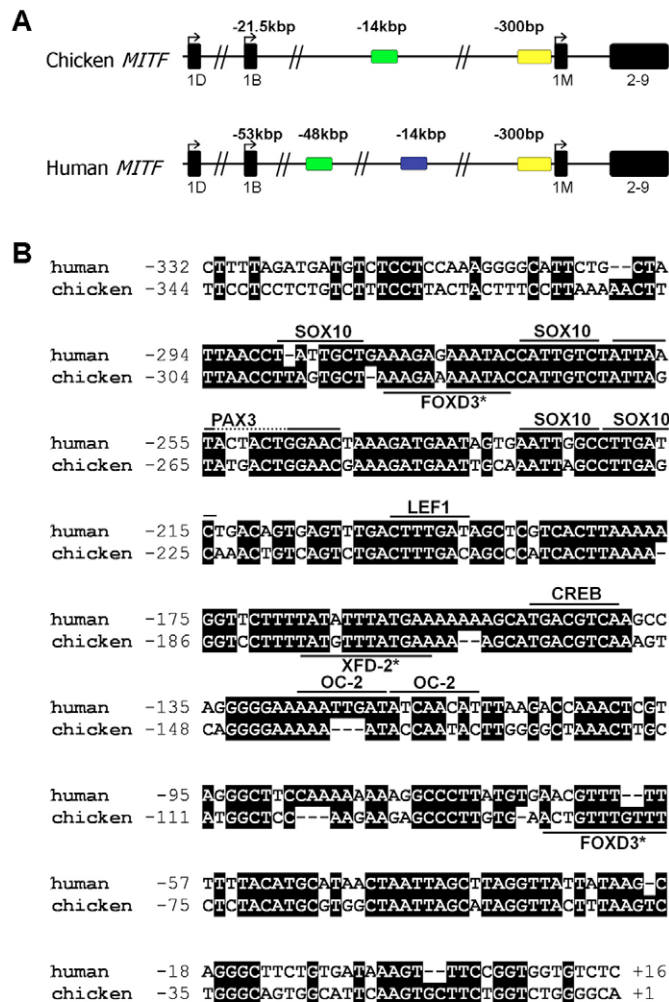 A
-21.5kbp -14kbp -300bp
Chicken MITF
1D 1B 1M 2-9
-53kbp -48kbp -14kbp -300bp
Human MITF
1D 1B 1M 2-9
B
human -332 CTTTTAGATGATGTCTCCTCCAAAGGGGCATTCTG--CTA
chicken -344 TTCCTCCTCTGTCTTTCCTTACTACTTTCCTTAAAAACTT
SOX10 SOX10
human -294 TTAACCT-ATTGCTGAAAGAGAAATACCATTGTCTATTAA
chicken -304 TTAACCTTAGTGCT-AAAGAAAAATACCATTGTCTATTAG
FOXD3*
PAX3 SOX10 SOX10
human -255 TACTACTGGAACTAAAGATGAATAGTGAATTGGCCTTGAT
chicken -265 TATGACTGGAACGAAAGATGAATTGCAAATTAGCCTTGAG
LEF1
human -215 CTGACAGTGAGTTTGACTTTGATAGCTCGTCACTTAAAAA
chicken -225 CAAACTGTCAGTCTGACTTTGACAGCCCATCACTTAAAA-
CREB
human -175 GGTTCTTTTATATTTATGAAAAAAAGCATGACGTCAAGCC
chicken -186 GGTCCTTTTATGTTTATGAAAA--AGCATGACGTCAAAGT
XFD-2*
OC-2 OC-2
human -135 AGGGGGAAAAATTGATATCAACATTTAAGACCAAACTCGT
chicken -148 CAGGGGAAAAA---ATACCAATACTTGGGGCTAAACTTGC
human -95 AGGGCTTCCAAAAAAAAGGCCCTTATGTGAACGTTT--TT
chicken -111 ATGGCTCC---AAGAAGAGCCCTTGTG-AACTGTTTGTTT
FOXD3*
human -57 TTTTACATGCATAACTAATTAGCTTAGGTTATTATAAG-C
chicken -75 CTCTACATGCGTGGCTAATTAGCATAGGTTACTTTAAGTC
human -18 AGGGCTTCTGTGATAAAGT--TTCCGGTGGTGTCTC +16
chicken -35 TGGGCAGTGGCATTCAAGTGCTTCTGGTCTGGGGCA +1